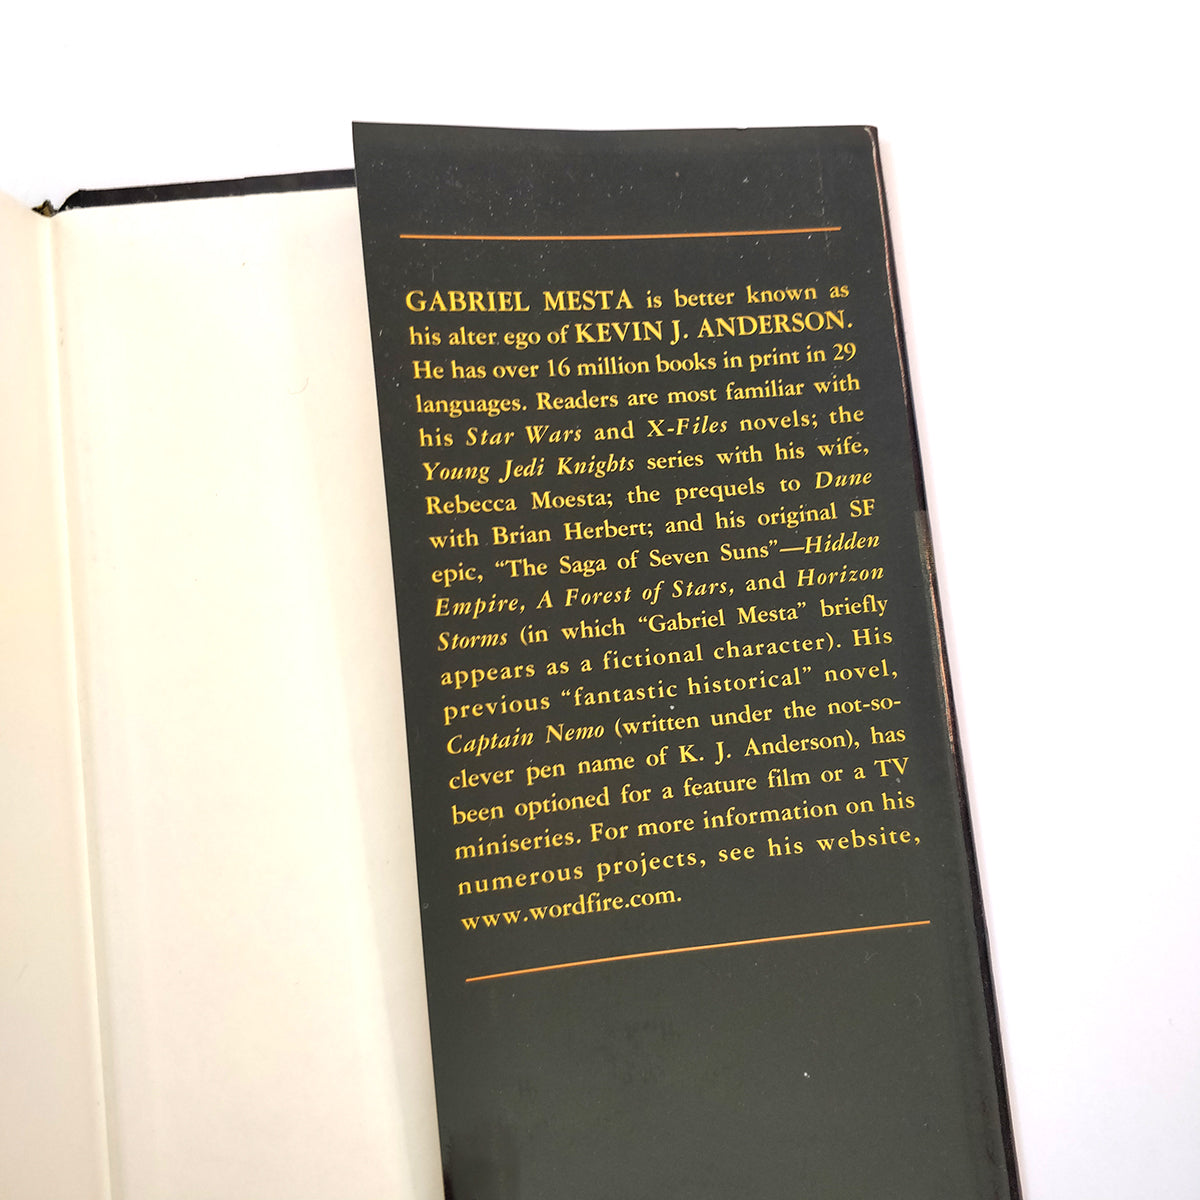 GABRIEL MESTA is better known as
his alter ego of KEVIN J. ANDERSON.
He has over 16 million books in print in 29
languages. Readers are most familiar with
his Star Wars and X-Files novels; the
Young Jedi Knights series with his wife,
Rebecca Moesta; the prequels to Dune
with Brian Herbert; and his original SF
epic, “The Saga of Seven Suns”—Hidden
Empire, A Forest of Stars, and Horizon
Storms (in which “Gabriel Mesta” briefly
appears as a fictional character). His
previous “fantastic historical” novel,
Captain Nemo (written under the not-so-
clever pen name of K. J. Anderson), has
been optioned for a feature film or a TV
miniseries. For more information on his
numerous projects, see his website,
www.wordfire.com.